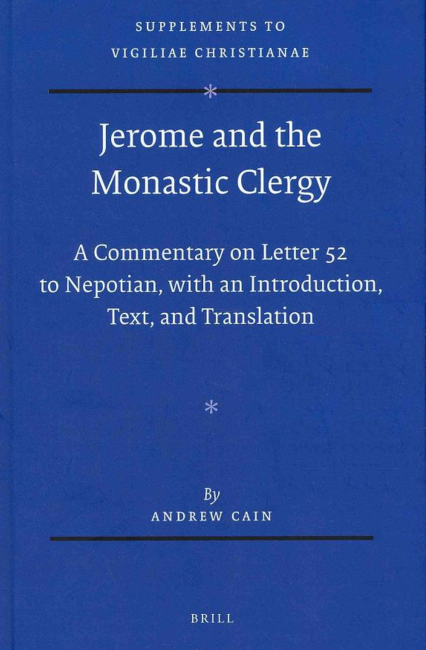 SUPPLEMENTS TO
VIGILIAE CHRISTIANAE
*
Jerome and the
Monastic Clergy
A Commentary on Letter 52
to Nepotian, with an Introduction,
Text, and Translation
*
By
ANDREW CAIN
BRILL